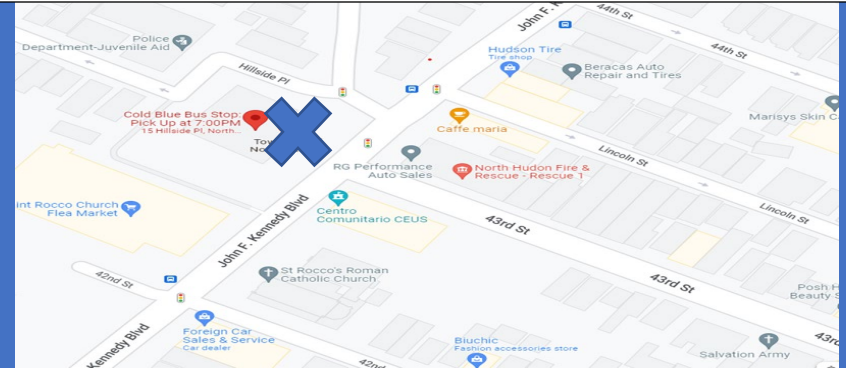 John F. K
44th St
44th St
Police
Department-Juvenile Aid
Hudson Tire
Tire shop
Beracas Auto
Repair and Tires
Hillside Pl
Cold Blue Bus Stop,
Pick Up at 7:00PM
15 Hillside Pl, North...
Caffe maria
Marisys Skin C
Tow
No
RG Performance
Auto Sales
North Hudon Fire &
Rescue - Rescue 1
Lincoln St
Lincoln St
int Rocco Church
Flea Market
Centro
Comunitario CEUS
John F. Kennedy Blvd
43rd St
42nd St
St Rocco's Roman
Catholic Church
43rd St
Posh H
Beauty S
Foreign Car
Sales & Service
Car dealer
Kennedy Blvd
42nd
Biuchic
Fashion accessories store
Salvation Army
43r